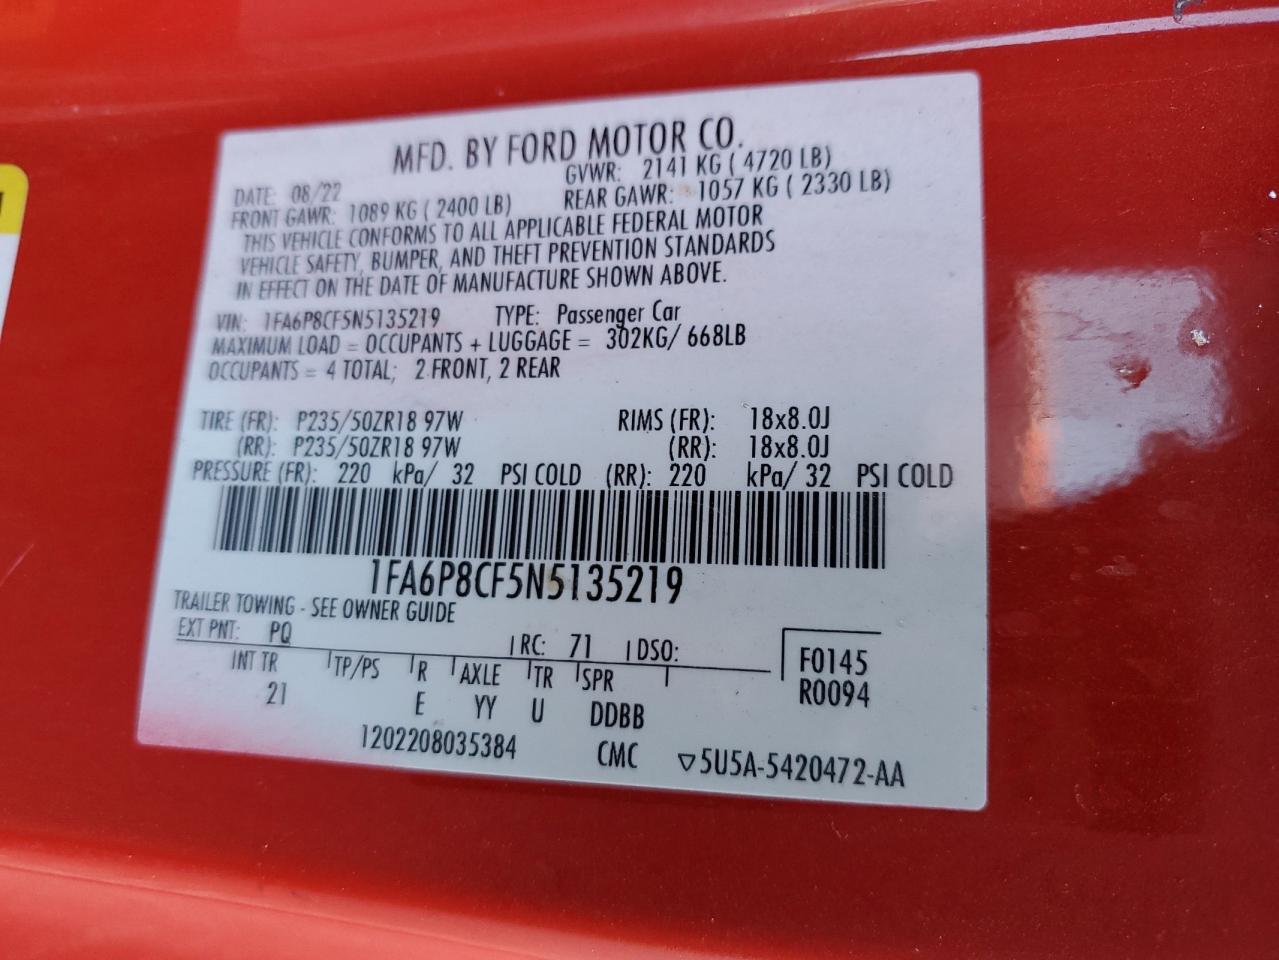 MFD. BY FORD MOTOR CO.
DATE: 08/22 GVWR: 2141 KG ( 4720 LB)
FRONT GAWR: 1089 KG ( 2400 LB) REAR GAWR: 1057 KG ( 2330 LB)
THIS VEHICLE CONFORMS TO ALL APPLICABLE FEDERAL MOTOR
VEHICLE SAFETY, BUMPER, AND THEFT PREVENTION STANDARDS
IN EFFECT ON THE DATE OF MANUFACTURE SHOWN ABOVE.
VIN: 1FA6P8CF5N5135219 TYPE: Passenger Car
MAXIMUM LOAD = OCCUPANTS + LUGGAGE = 302KG/ 668LB
OCCUPANTS = 4 TOTAL; 2 FRONT, 2 REAR
TIRE (FR): P235/50ZR18 97W RIMS (FR): 18x8.0J
(RR): P235/50ZR18 97W (RR): 18x8.0J
PRESSURE (FR): 220 kPa/ 32 PSI COLD (RR): 220 kPa/ 32 PSI COLD
1FA6P8CF5N5135219
TRAILER TOWING - SEE OWNER GUIDE
EXT PNT: PQ RC: 71 DSO: F0145
INT TR TP/PS R AXLE TR SPR R0094
21 E YY U DDBB
1202208035384 CMC ▽5U5A-5420472-AA